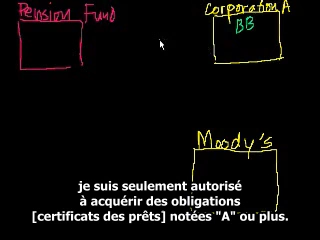 Pension Fund
Corporation A
BB
Moody's
je suis seulement autorisé
à acquérir des obligations
[certificats des prêts] notées "A" ou plus.